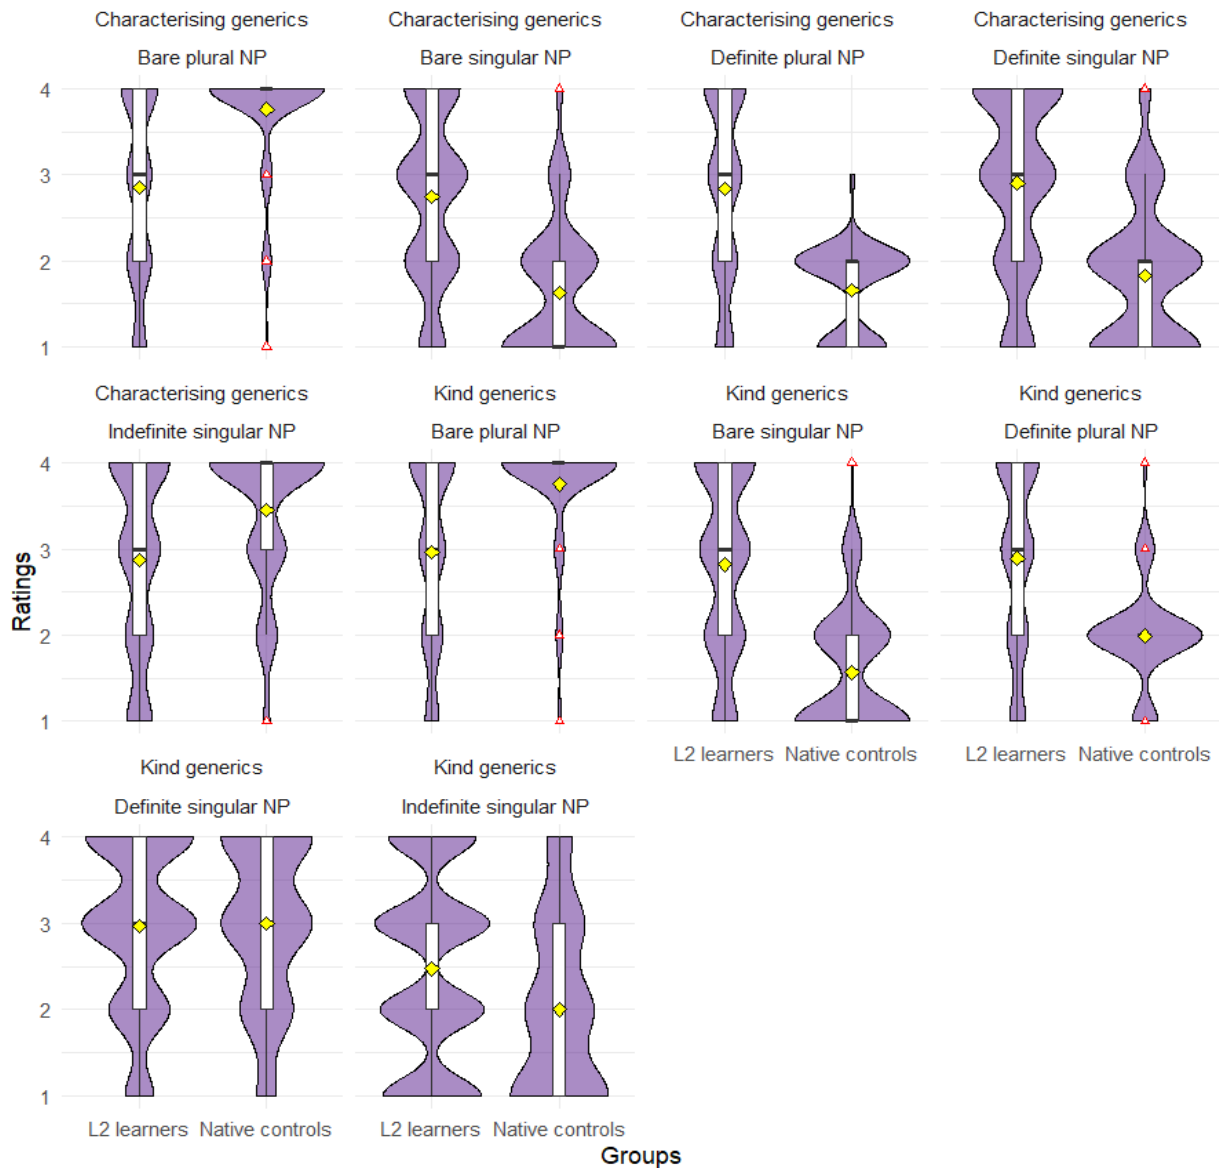 Characterising generics
Bare plural NP
Characterising generics
Bare singular NP
Characterising generics
Definite plural NP
Characterising generics
Definite singular NP
4
3
2
1
Characterising generics
Indefinite singular NP
Kind generics
Bare plural NP
Kind generics
Bare singular NP
Kind generics
Definite plural NP
4
3
2
1
Ratings
L2 learners Native controls
L2 learners Native controls
Kind generics
Definite singular NP
Kind generics
Indefinite singular NP
4
3
2
1
L2 learners Native controls
L2 learners Native controls
Groups